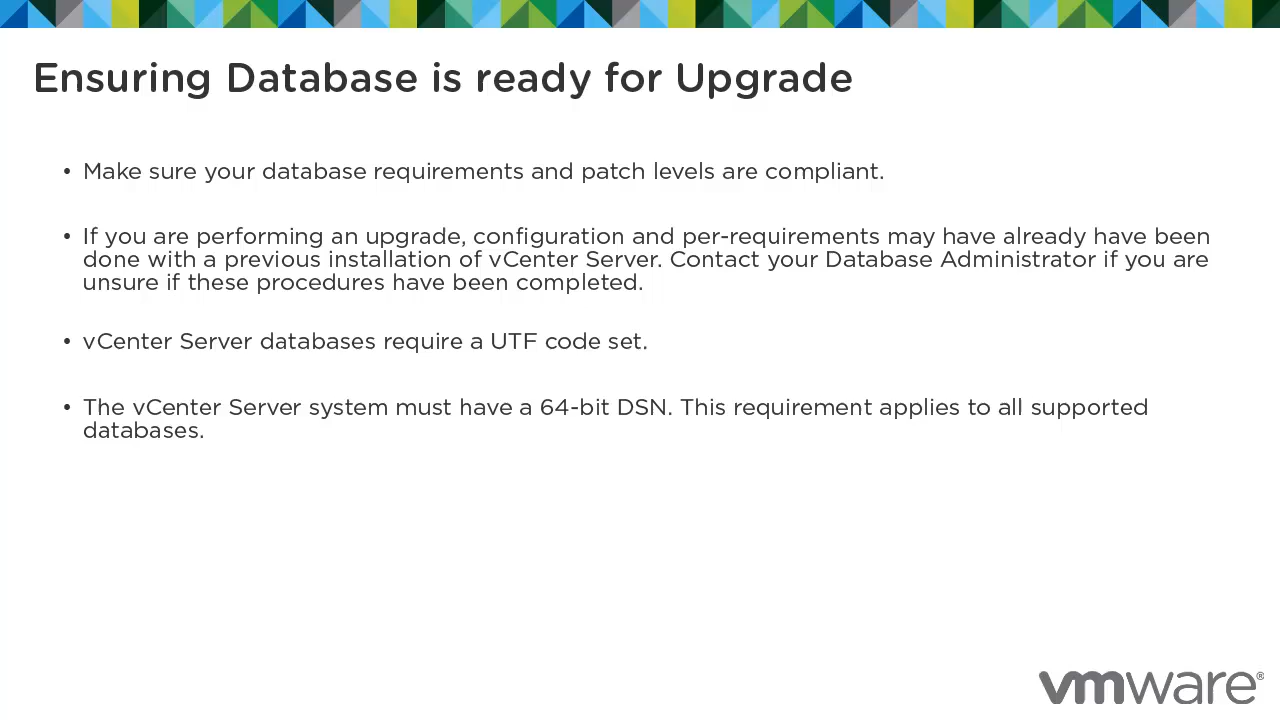 Ensuring Database is ready for Upgrade
• Make sure your database requirements and patch levels are compliant.
• If you are performing an upgrade, configuration and per-requirements may have already have been
done with a previous installation of vCenter Server. Contact your Database Administrator if you are
unsure if these procedures have been completed.
• vCenter Server databases require a UTF code set.
• The vCenter Server system must have a 64-bit DSN. This requirement applies to all supported
databases.
vmware®